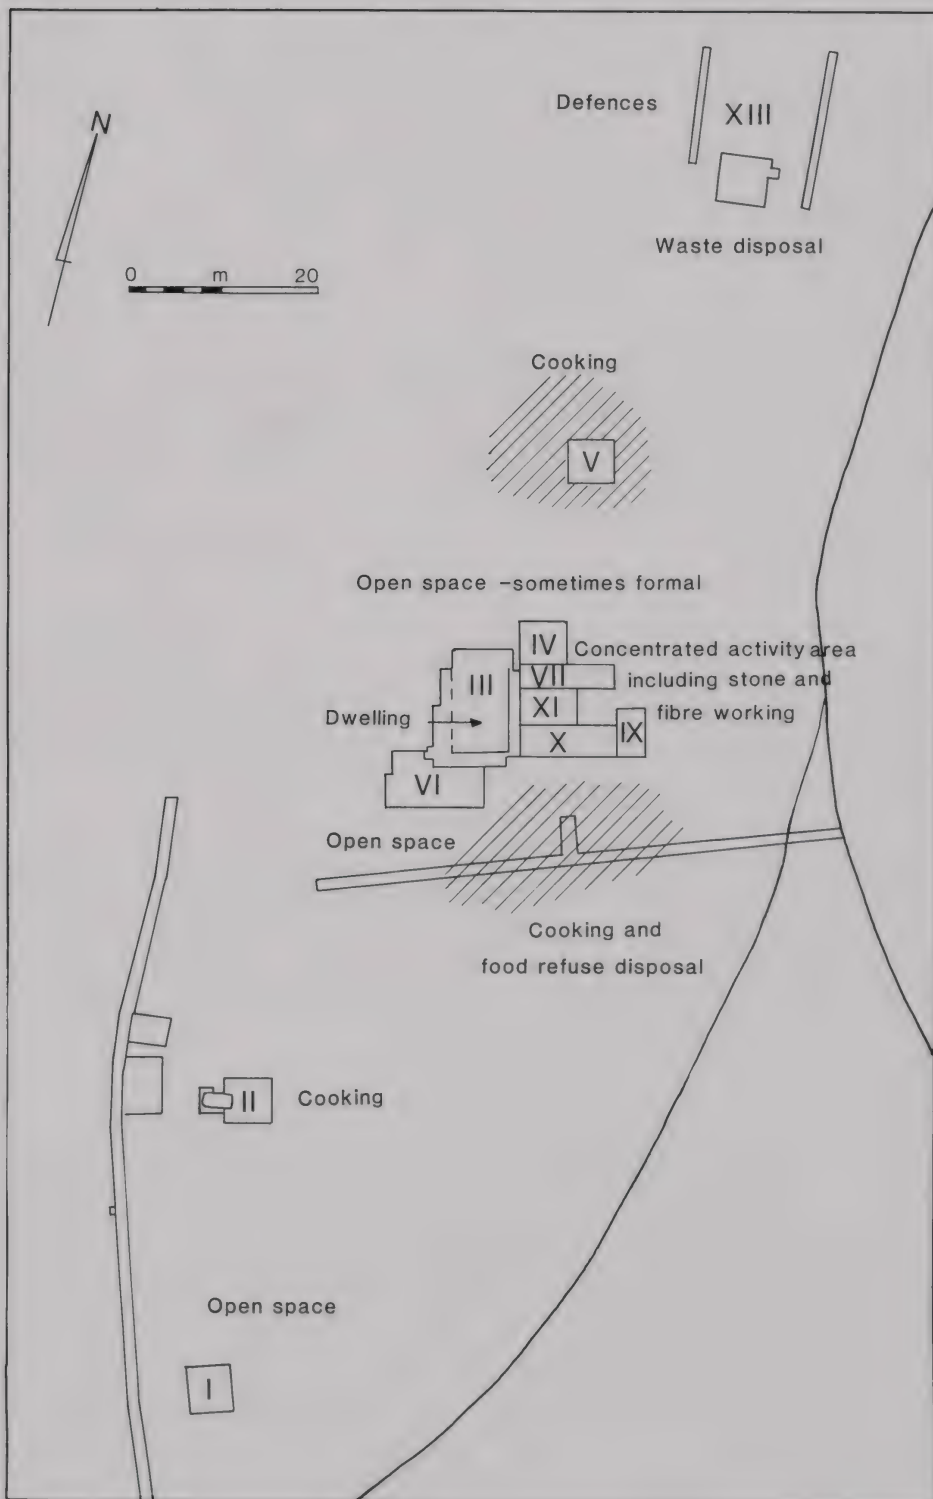 Defences
XIII
N
Waste disposal
0 m 20
Cooking
V
Open space – sometimes formal
IV
Concentrated activity area
III
VII
including stone and
Dwelling
XI
fibre working
X
IX
VI
Open space
Cooking and
food refuse disposal
II
Cooking
Open space
I